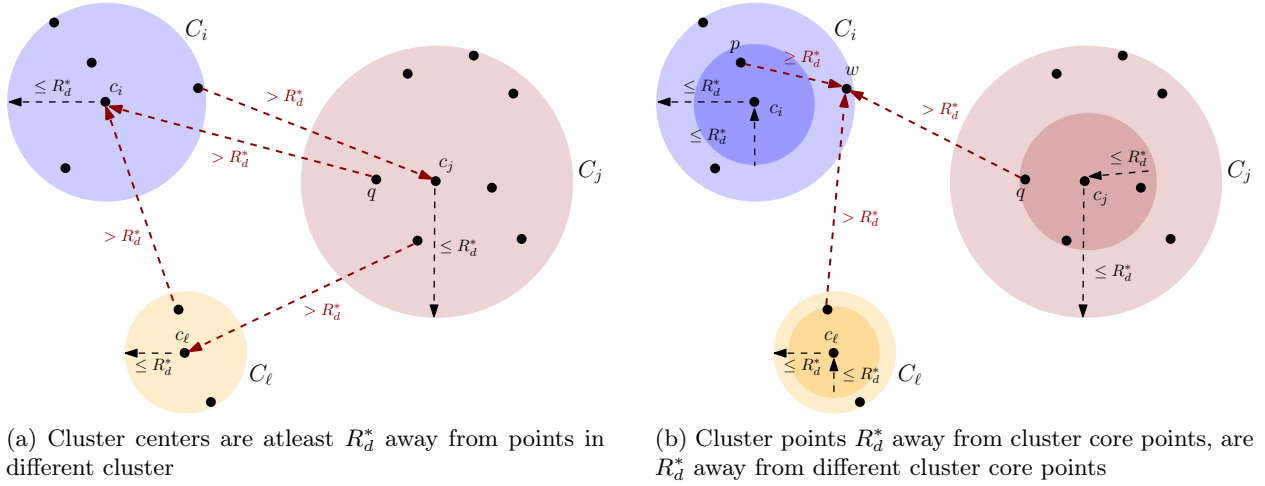 C_i
≤ R_d^*
c_i
> R_d^*
> R_d^*
c_j
q
C_j
≤ R_d^*
> R_d^*
> R_d^*
c_ℓ
≤ R_d^*
C_ℓ
(a) Cluster centers are atleast R_d^* away from points in
different cluster
C_i
p
≥ R_d^*
w
≤ R_d^*
c_i
≤ R_d^*
> R_d^*
≤ R_d^*
C_j
q
c_j
> R_d^*
≤ R_d^*
c_ℓ
≤ R_d^*
≤ R_d^*
C_ℓ
(b) Cluster points R_d^* away from cluster core points, are
R_d^* away from different cluster core points